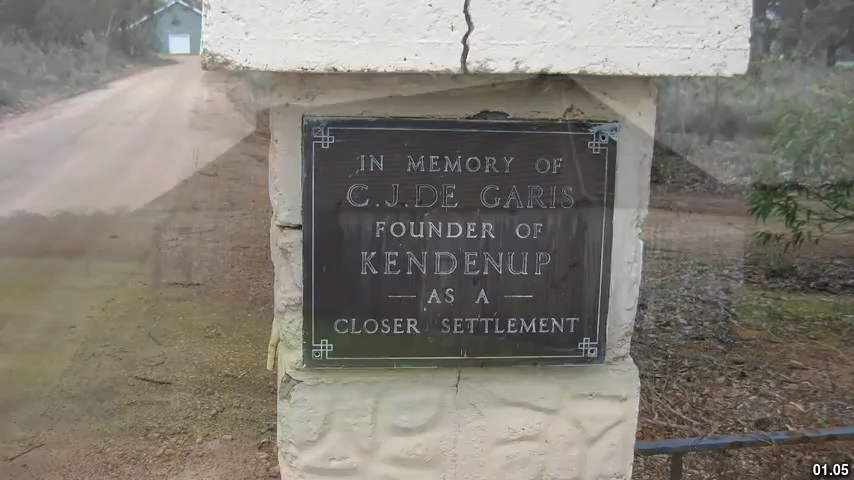 IN MEMORY OF
C.J.DE GARIS
FOUNDER OF
KENDENUP
— AS A —
CLOSER SETTLEMENT
01.05